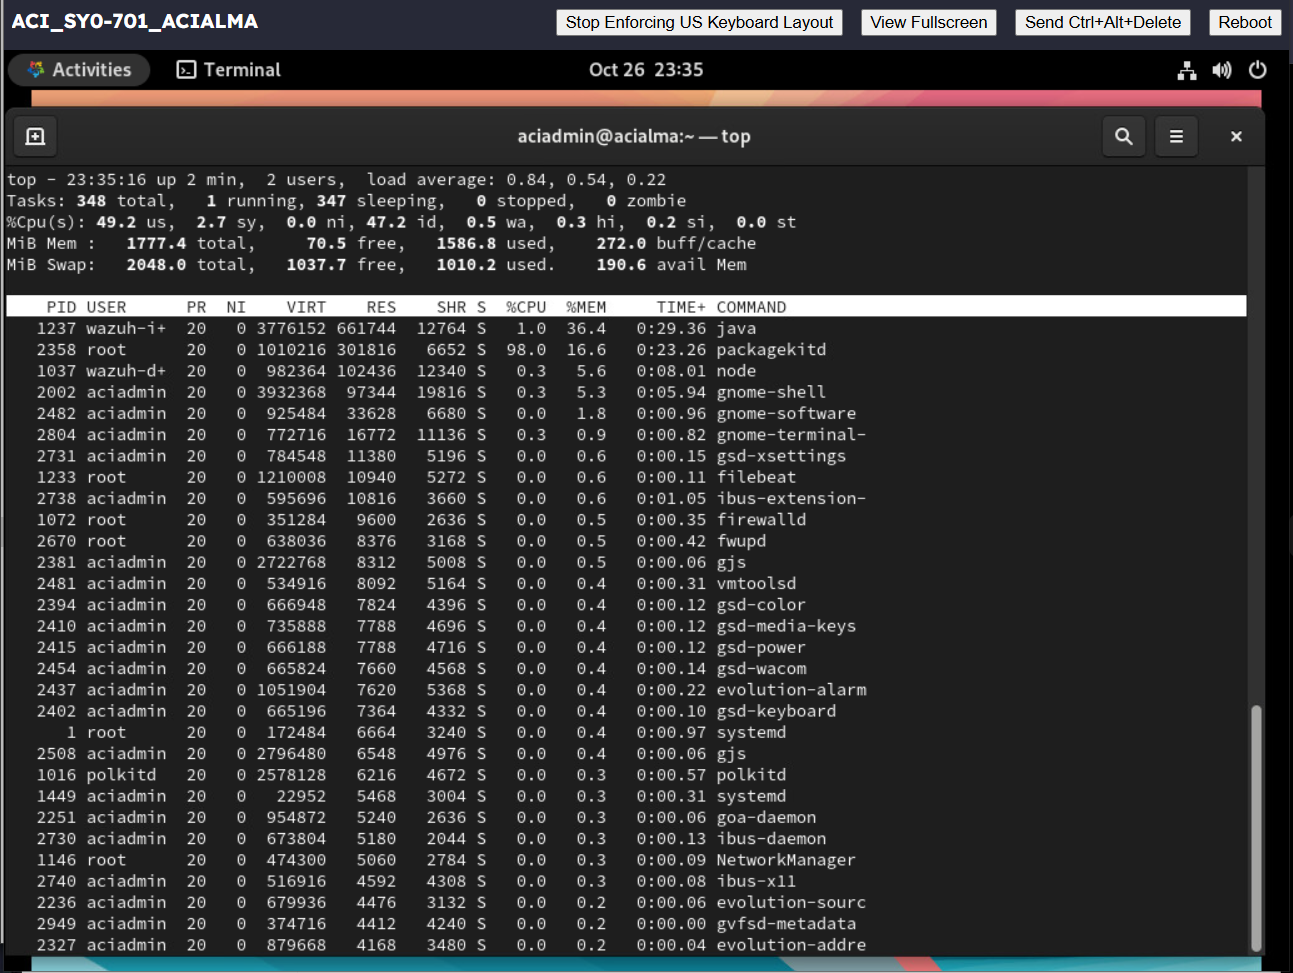 ACI_SY0-701_ACIALMA
Stop Enforcing US Keyboard Layout
View Fullscreen
Send Ctrl+Alt+Delete
Reboot
Activities
Terminal
Oct 26 23:35
aciadmin@acialma:~ — top
top - 23:35:16 up 2 min, 2 users, load average: 0.84, 0.54, 0.22
Tasks: 348 total, 1 running, 347 sleeping, 0 stopped, 0 zombie
%Cpu(s): 49.2 us, 2.7 sy, 0.0 ni, 47.2 id, 0.5 wa, 0.3 hi, 0.2 si, 0.0 st
MiB Mem : 1777.4 total, 70.5 free, 1586.8 used, 272.0 buff/cache
MiB Swap: 2048.0 total, 1037.7 free, 1010.2 used. 190.6 avail Mem
PID USER PR NI VIRT RES SHR S %CPU %MEM TIME+ COMMAND
1237 wazuh-i+ 20 0 3776152 661744 12764 S 1.0 36.4 0:29.36 java
2358 root 20 0 1010216 301816 6652 S 98.0 16.6 0:23.26 packagekitd
1037 wazuh-d+ 20 0 982364 102436 12340 S 0.3 5.6 0:08.01 node
2002 aciadmin 20 0 3932368 97344 19816 S 0.3 5.3 0:05.94 gnome-shell
2482 aciadmin 20 0 925484 33628 6680 S 0.0 1.8 0:00.96 gnome-software
2804 aciadmin 20 0 772716 16772 11136 S 0.3 0.9 0:00.82 gnome-terminal-
2731 aciadmin 20 0 784548 11380 5196 S 0.0 0.6 0:00.15 gsd-xsettings
1233 root 20 0 1210008 10940 5272 S 0.0 0.6 0:00.11 filebeat
2738 aciadmin 20 0 595696 10816 3660 S 0.0 0.6 0:01.05 ibus-extension-
1072 root 20 0 351284 9600 2636 S 0.0 0.5 0:00.35 firewalld
2670 root 20 0 638036 8376 3168 S 0.0 0.5 0:00.42 fwupd
2381 aciadmin 20 0 2722768 8312 5008 S 0.0 0.5 0:00.06 gjs
2481 aciadmin 20 0 534916 8092 5164 S 0.0 0.4 0:00.31 vmtoolsd
2394 aciadmin 20 0 666948 7824 4396 S 0.0 0.4 0:00.12 gsd-color
2410 aciadmin 20 0 735888 7788 4696 S 0.0 0.4 0:00.12 gsd-media-keys
2415 aciadmin 20 0 666188 7788 4716 S 0.0 0.4 0:00.12 gsd-power
2454 aciadmin 20 0 665824 7660 4568 S 0.0 0.4 0:00.14 gsd-wacom
2437 aciadmin 20 0 1051904 7620 5368 S 0.0 0.4 0:00.22 evolution-alarm
2402 aciadmin 20 0 665196 7364 4332 S 0.0 0.4 0:00.10 gsd-keyboard
1 root 20 0 172484 6664 3240 S 0.0 0.4 0:00.97 systemd
2508 aciadmin 20 0 2796480 6548 4976 S 0.0 0.4 0:00.06 gjs
1016 polkitd 20 0 2578128 6216 4672 S 0.0 0.3 0:00.57 polkitd
1449 aciadmin 20 0 22952 5468 3004 S 0.0 0.3 0:00.31 systemd
2251 aciadmin 20 0 954872 5240 2636 S 0.0 0.3 0:00.06 goa-daemon
2730 aciadmin 20 0 673804 5180 2044 S 0.0 0.3 0:00.13 ibus-daemon
1146 root 20 0 474300 5060 2784 S 0.0 0.3 0:00.09 NetworkManager
2740 aciadmin 20 0 516916 4592 4308 S 0.0 0.3 0:00.08 ibus-x11
2236 aciadmin 20 0 679936 4476 3132 S 0.0 0.2 0:00.06 evolution-sourc
2949 aciadmin 20 0 374716 4412 4240 S 0.0 0.2 0:00.00 gvfsd-metadata
2327 aciadmin 20 0 879668 4168 3480 S 0.0 0.2 0:00.04 evolution-addre